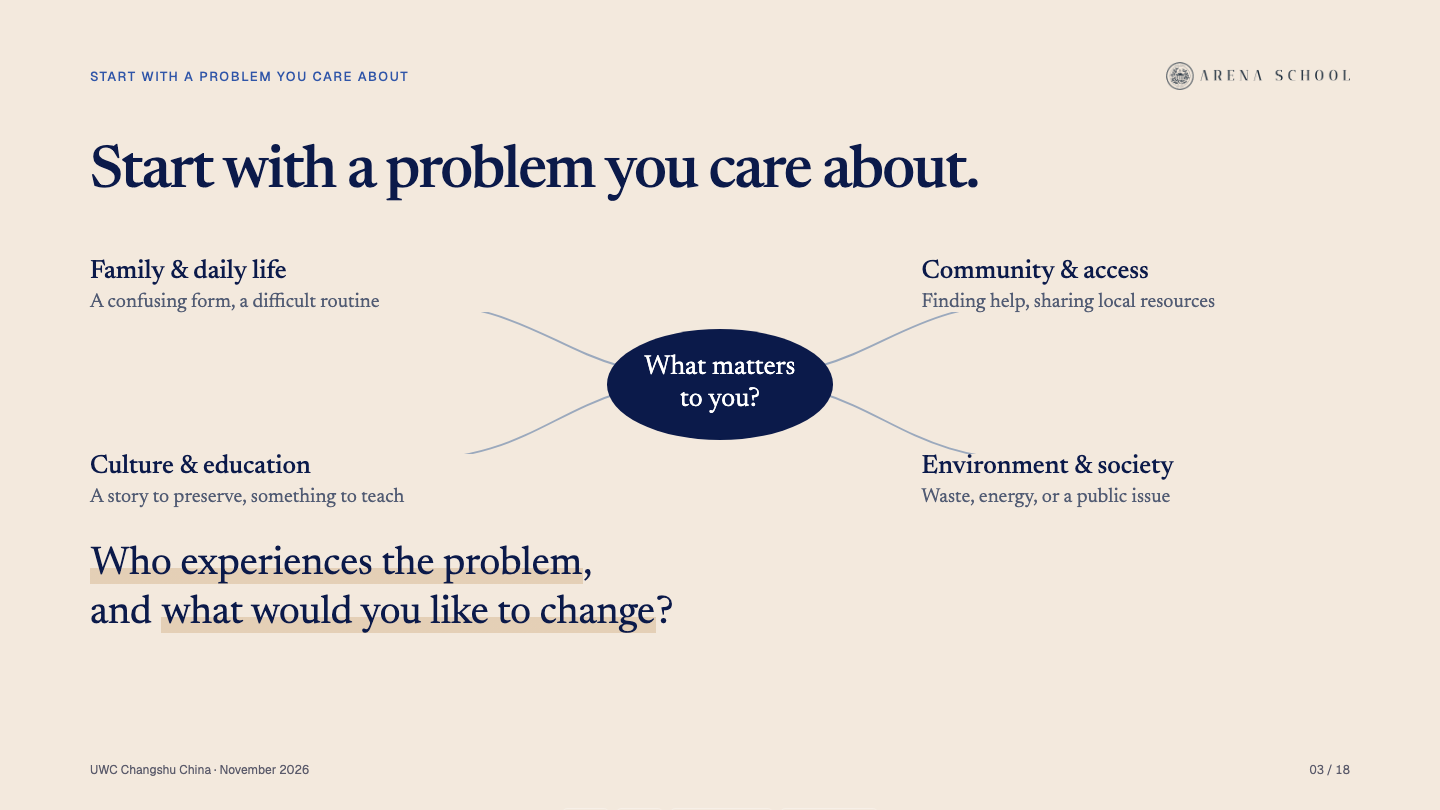 START WITH A PROBLEM YOU CARE ABOUT
ARENA SCHOOL
Start with a problem you care about.
Family & daily life
A confusing form, a difficult routine
Community & access
Finding help, sharing local resources
What matters
to you?
Culture & education
A story to preserve, something to teach
Environment & society
Waste, energy, or a public issue
Who experiences the problem,
and what would you like to change?
UWC Changshu China · November 2026
03 / 18